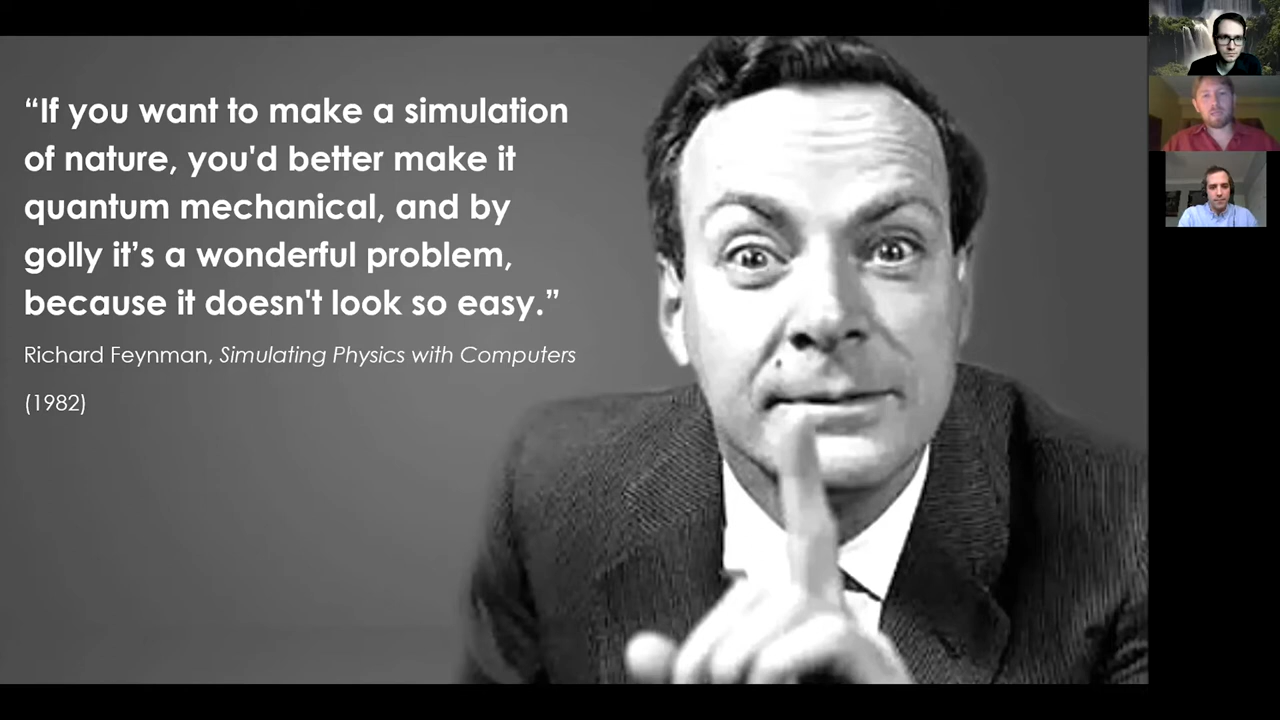 “If you want to make a simulation
of nature, you'd better make it
quantum mechanical, and by
golly it’s a wonderful problem,
because it doesn't look so easy.”
Richard Feynman, Simulating Physics with Computers
(1982)